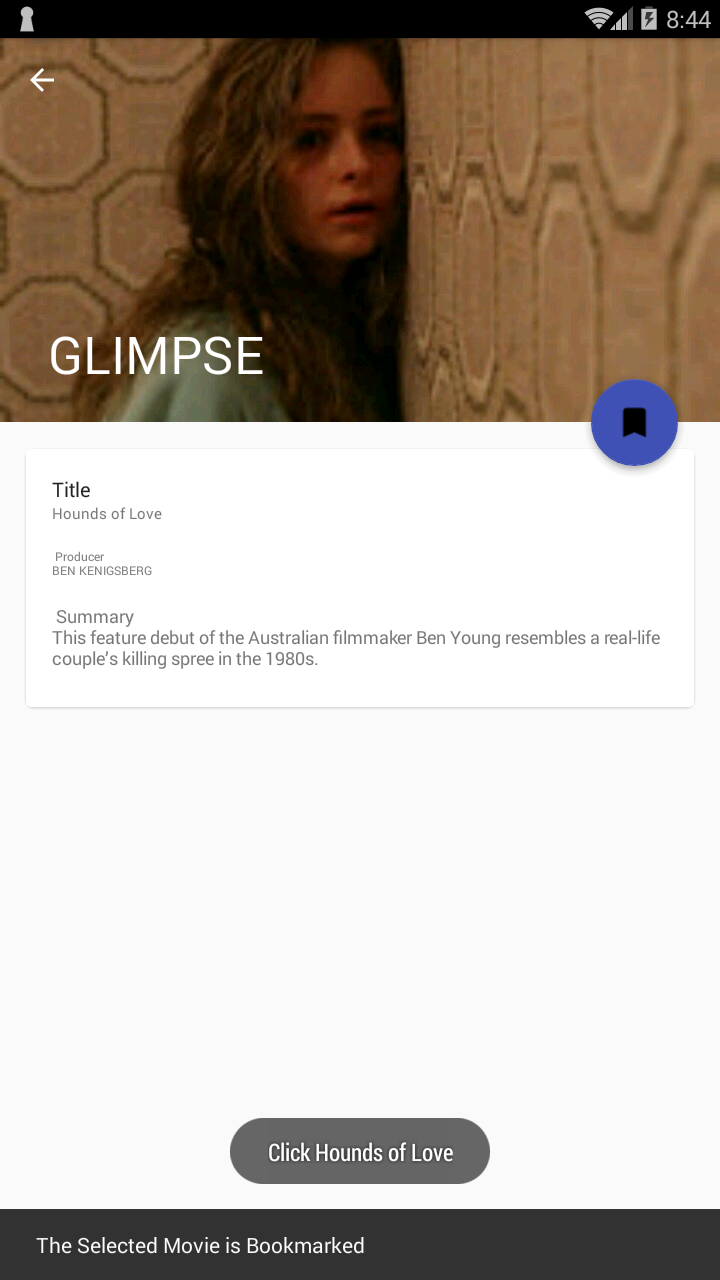 8:44
GLIMPSE
Title
Hounds of Love
Producer
BEN KENIGSBERG
Summary
This feature debut of the Australian filmmaker Ben Young resembles a real-life
couple’s killing spree in the 1980s.
Click Hounds of Love
The Selected Movie is Bookmarked